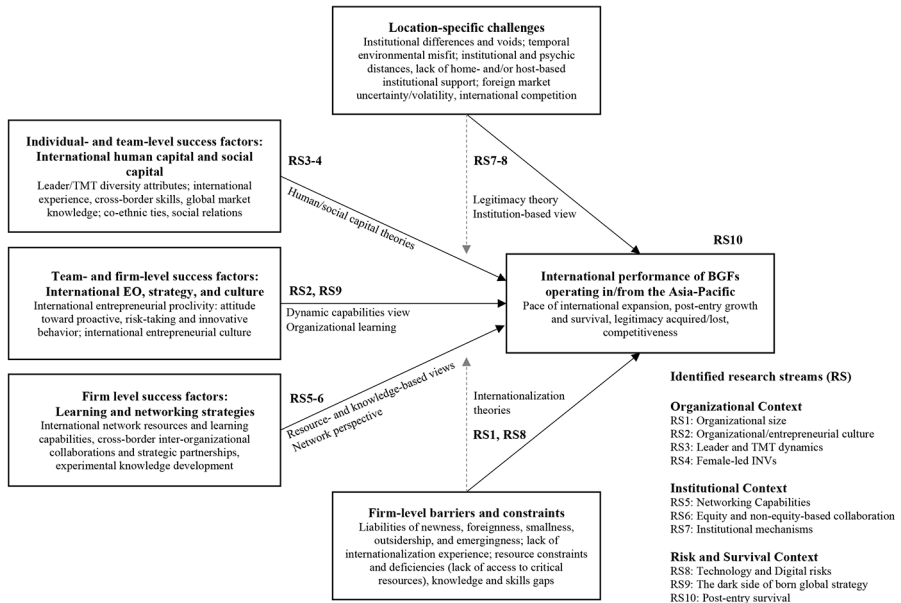 Location-specific challenges
Institutional differences and voids; temporal
environmental misfit; institutional and psychic
distances, lack of home- and/or host-based
institutional support; foreign market
uncertainty/volatility, international competition
Individual- and team-level success factors:
International human capital and social
capital
Leader/TMT diversity attributes; international
experience, cross-border skills, global market
knowledge; co-ethnic ties, social relations
RS3-4
Human/social capital theories
RS7-8
Legitimacy theory
Institution-based view
RS10
Team- and firm-level success factors:
International EO, strategy, and culture
International entrepreneurial proclivity: attitude
toward proactive, risk-taking and innovative
behavior; international entrepreneurial culture
RS2, RS9
Dynamic capabilities view
Organizational learning
International performance of BGFs
operating in/from the Asia-Pacific
Pace of international expansion, post-entry growth
and survival, legitimacy acquired/lost,
competitiveness
Firm level success factors:
Learning and networking strategies
International network resources and learning
capabilities, cross-border inter-organizational
collaborations and strategic partnerships,
experimental knowledge development
RS5-6
Resource- and knowledge-based views
Network perspective
Internationalization
theories
RS1, RS8
Firm-level barriers and constraints
Liabilities of newness, foreignness, smallness,
outsidership, and emergingness; lack of
internationalization experience; resource
constraints and deficiencies (lack of access to critical
resources), knowledge and skills gaps
Identified research streams (RS)
Organizational Context
RS1: Organizational size
RS2: Organizational/entrepreneurial culture
RS3: Leader and TMT dynamics
RS4: Female-led INVs
Institutional Context
RS5: Networking Capabilities
RS6: Equity and non-equity-based collaboration
RS7: Institutional mechanisms
Risk and Survival Context
RS8: Technology and Digital risks
RS9: The dark side of born global strategy
RS10: Post-entry survival